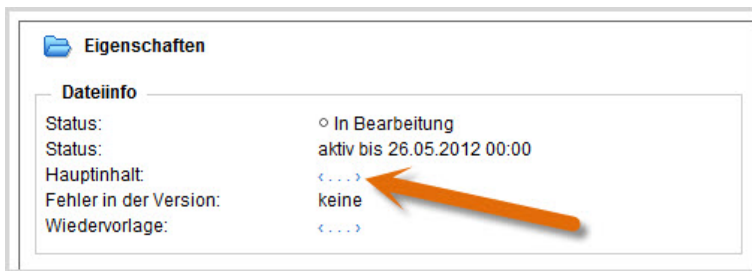 Eigenschaften
Dateiinfo
Status: ○ In Bearbeitung
Status: aktiv bis 26.05.2012 00:00
Hauptinhalt: ‹ . . . ›
Fehler in der Version: keine
Wiedervorlage: ‹ . . . ›